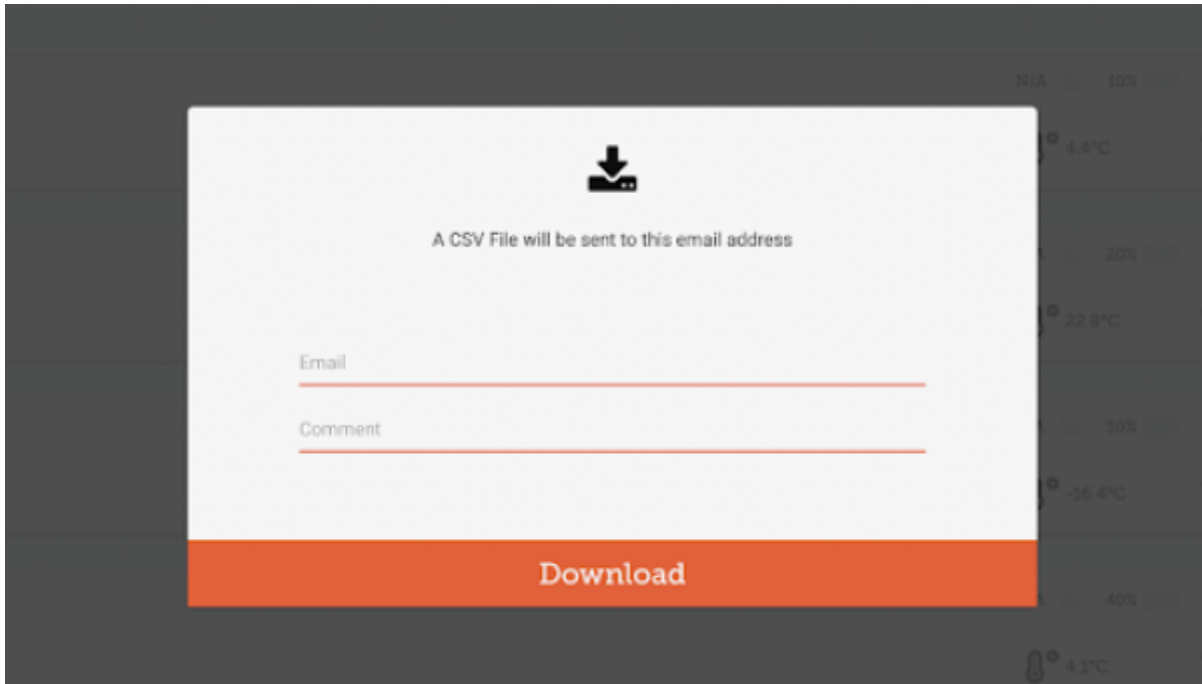 N/A 10%
4.4°C
A CSV File will be sent to this email address
20%
22.8°C
Email
Comment
30%
-16.4°C
Download
40%
4.1°C